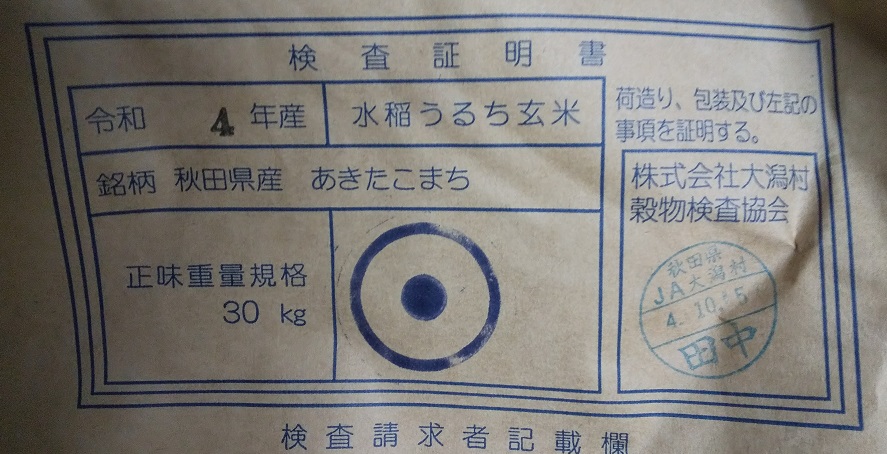 検査証明書
令和 4 年産 水稲うるち玄米
銘柄 秋田県産 あきたこまち
正味重量規格
30 kg
荷造り、包装及び左記の
事項を証明する。
株式会社大潟村
穀物検査協会
秋田県
JA大潟村
4.10.5
田中
検査請求者記載欄